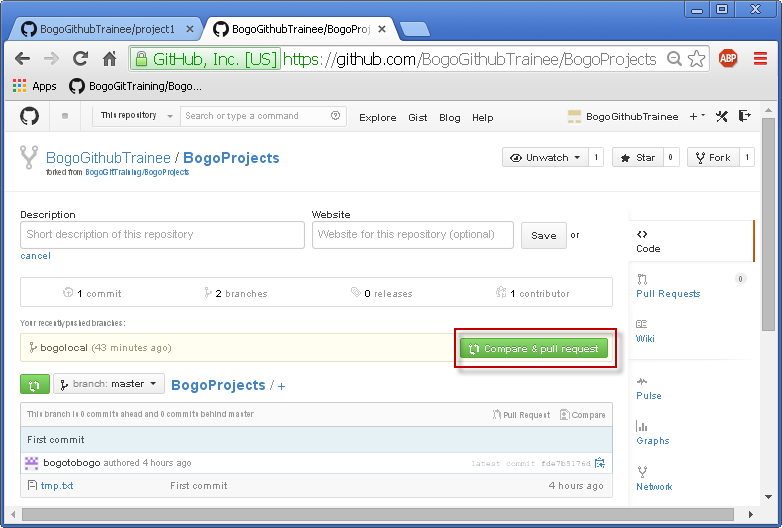 BogoGithubTrainee/project1
BogoGithubTrainee/BogoProj
GitHub, Inc. [US] https://github.com/BogoGithubTrainee/BogoProjects
ABP
Apps BogoGitTraining/Bogo...
This repository Search or type a command Explore Gist Blog Help BogoGithubTrainee
BogoGithubTrainee / BogoProjects
forked from BogoGitTraining/BogoProjects
Unwatch 1 Star 0 Fork 1
Description Website
Short description of this repository Website for this repository (optional) Save or
cancel
1 commit 2 branches 0 releases 1 contributor
Your recently pushed branches:
bogolocal (43 minutes ago) Compare & pull request
branch: master BogoProjects / +
This branch is 0 commits ahead and 0 commits behind master Pull Request Compare
First commit
bogotobogo authored 4 hours ago latest commit fde7b5176d
tmp.txt First commit 4 hours ago
Code
Pull Requests 0
Wiki
Pulse
Graphs
Network